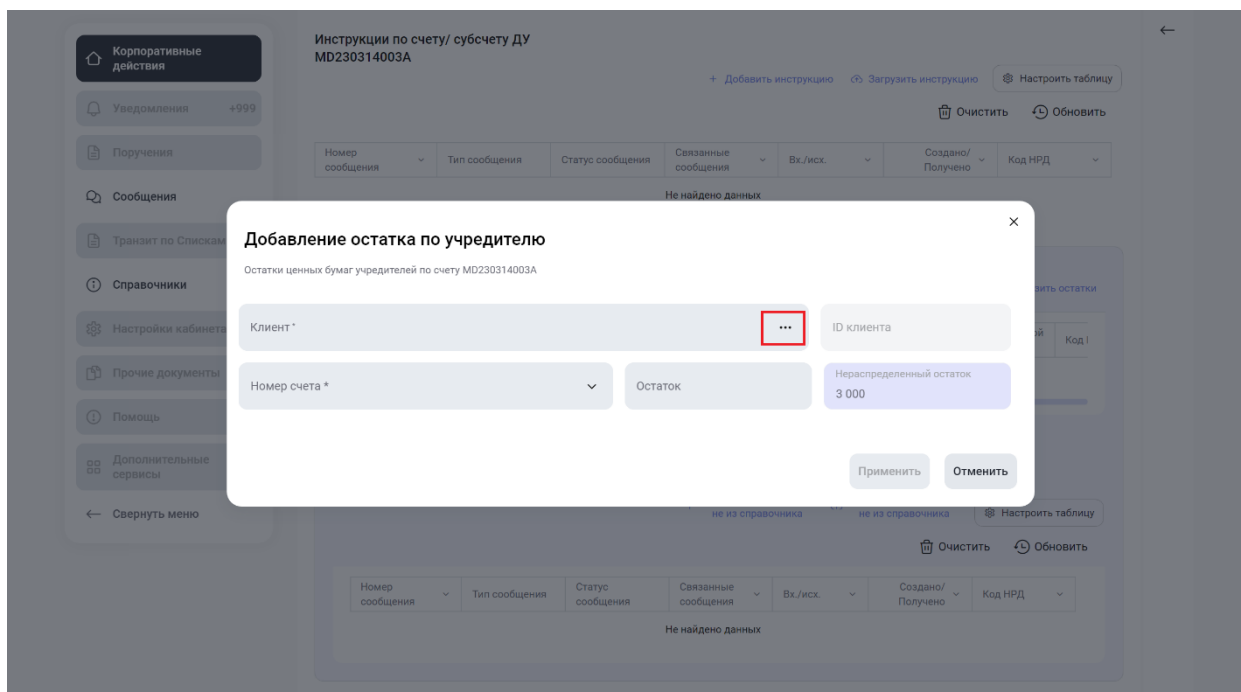 Корпоративные
действия
Уведомления +999
Поручения
Сообщения
Транзит по Спискам
Справочники
Настройки кабинета
Прочие документы
Помощь
Дополнительные
сервисы
Свернуть меню
Инструкции по счету/ субсчету ДУ
MD230314003A
+ Добавить инструкцию Загрузить инструкцию Настроить таблицу
Очистить Обновить
Номер
сообщения
Тип сообщения
Статус сообщения
Связанные
сообщения
Вх./исх.
Создано/
Получено
Код НРД
Не найдено данных
Добавление остатка по учредителю
Остатки ценных бумаг учредителей по счету MD230314003A
Клиент *
ID клиента
Номер счета *
Остаток
Нераспределенный остаток
3 000
Применить Отменить
остатки
Код
не из справочника не из справочника Настроить таблицу
Очистить Обновить
Номер
сообщения
Тип сообщения
Статус
сообщения
Связанные
сообщения
Вх./исх.
Создано/
Получено
Код НРД
Не найдено данных